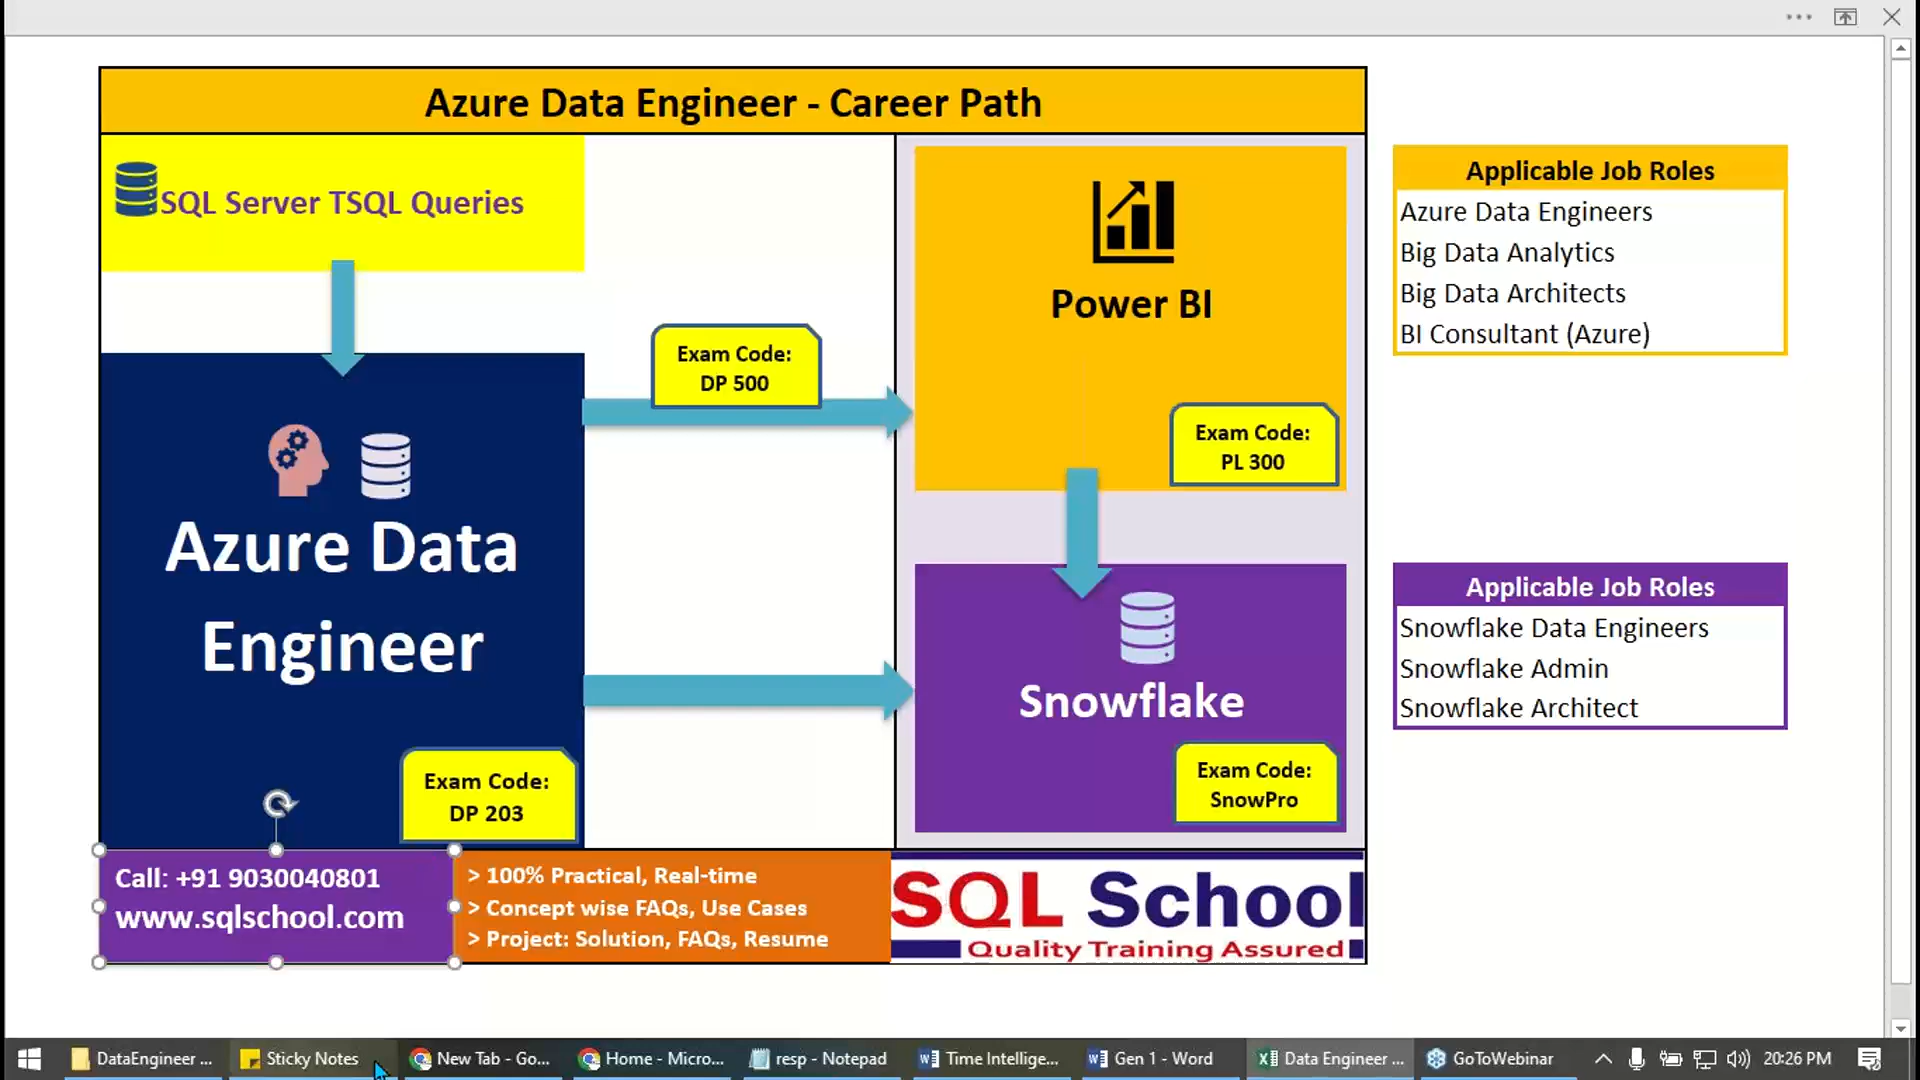 Azure Data Engineer - Career Path
SQL Server TSQL Queries
Azure Data
Engineer
Exam Code:
DP 203
Exam Code:
DP 500
Power BI
Exam Code:
PL 300
Snowflake
Exam Code:
SnowPro
Applicable Job Roles
Azure Data Engineers
Big Data Analytics
Big Data Architects
BI Consultant (Azure)
Applicable Job Roles
Snowflake Data Engineers
Snowflake Admin
Snowflake Architect
Call: +91 9030040801
www.sqlschool.com
> 100% Practical, Real-time
> Concept wise FAQs, Use Cases
> Project: Solution, FAQs, Resume
SQL School
Quality Training Assured
DataEngineer ...
Sticky Notes
New Tab - Go...
Home - Micro...
resp - Notepad
Time Intellige...
Gen 1 - Word
Data Engineer ...
GoToWebinar
20:26 PM